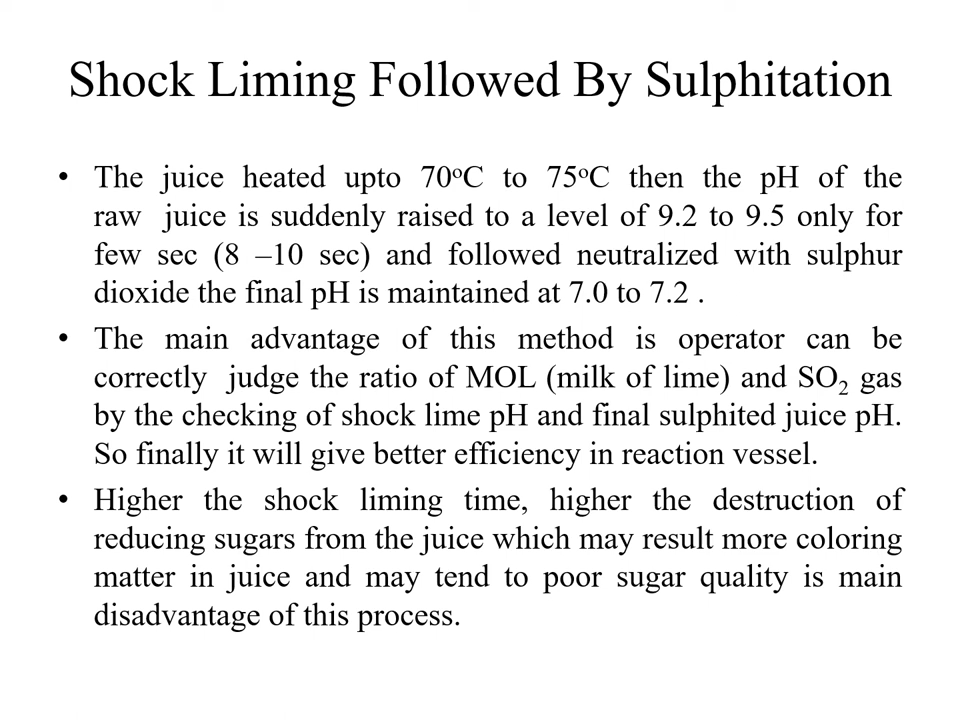 Shock Liming Followed By Sulphitation
• The juice heated upto 70ºC to 75ºC then the pH of the
raw juice is suddenly raised to a level of 9.2 to 9.5 only for
few sec (8 –10 sec) and followed neutralized with sulphur
dioxide the final pH is maintained at 7.0 to 7.2 .
• The main advantage of this method is operator can be
correctly judge the ratio of MOL (milk of lime) and SO₂ gas
by the checking of shock lime pH and final sulphited juice pH.
So finally it will give better efficiency in reaction vessel.
• Higher the shock liming time, higher the destruction of
reducing sugars from the juice which may result more coloring
matter in juice and may tend to poor sugar quality is main
disadvantage of this process.